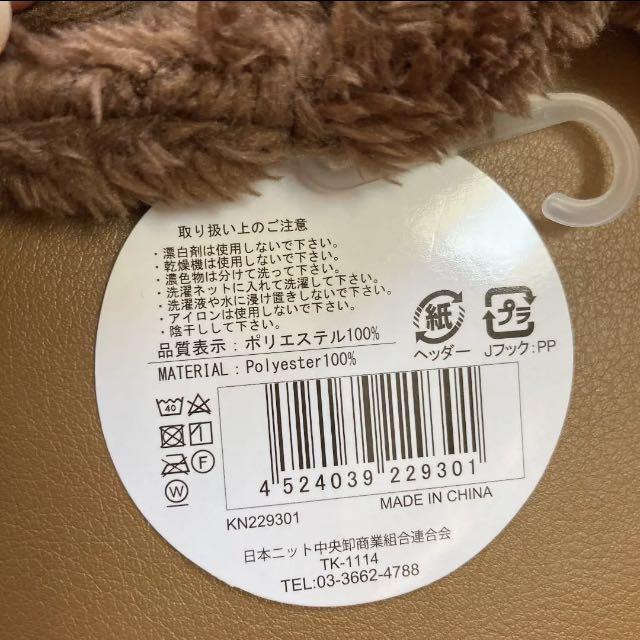 取り扱い上のご注意
・漂白剤は使用しないで下さい。
・乾燥機は使用しないで下さい。
・濃色物は分けて洗って下さい。
・洗濯ネットに入れて洗濯して下さい。
・洗濯液や水に浸け置きしないで下さい。
・アイロンは使用しないで下さい。
・陰干しして下さい。
品質表示：ポリエステル100%
MATERIAL：Polyester100%
紙
プラ
ヘッダー
Jフック：PP
40
F
W
4 524039 229301
KN229301
MADE IN CHINA
日本ニット中央卸商業組合連合会
TK-1114
TEL:03-3662-4788